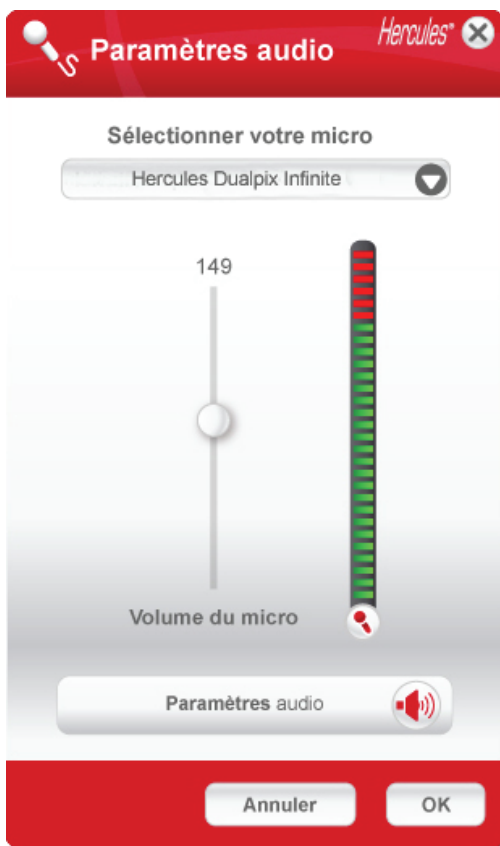 Paramètres audio
Hercules®
Sélectionner votre micro
Hercules Dualpix Infinite
149
Volume du micro
Paramètres audio
Annuler
OK